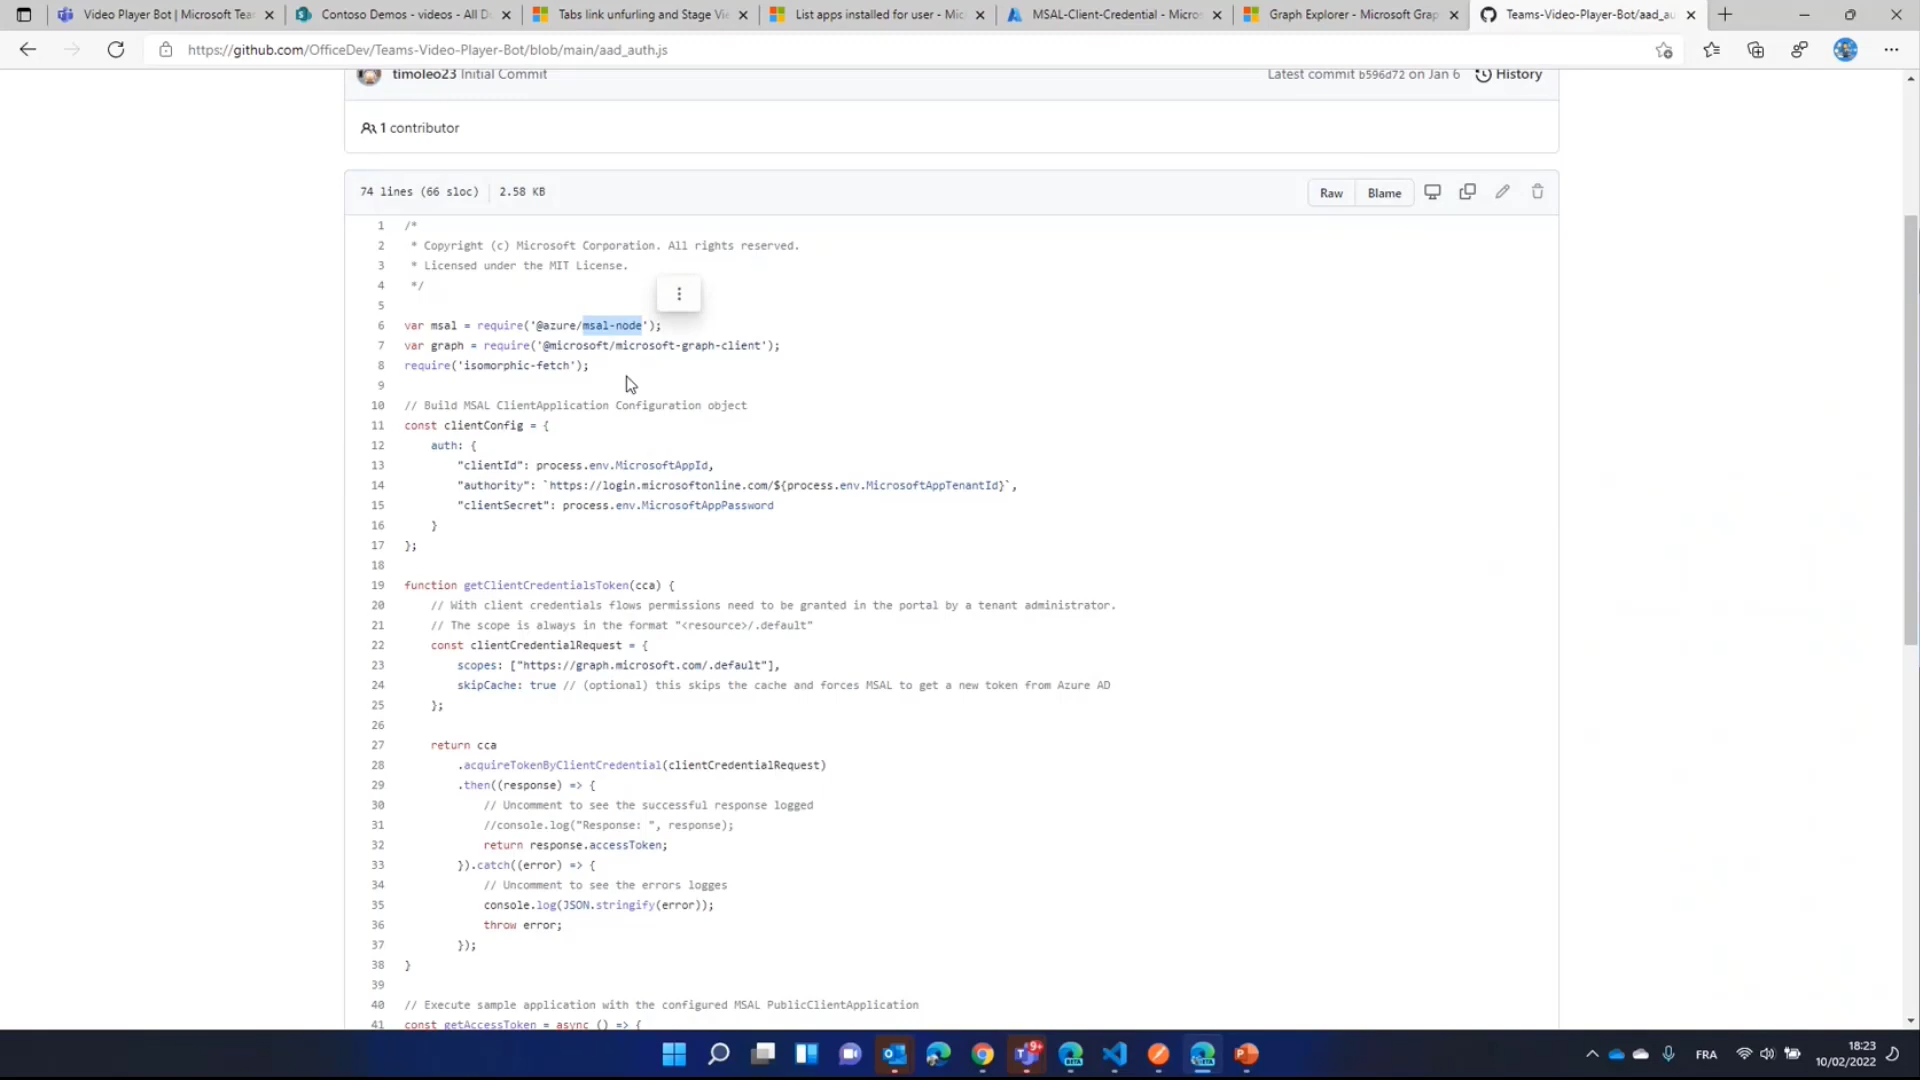 Video Player Bot | Microsoft Tea
Contoso Demos - videos - All D
Tabs link unfurling and Stage Vi
List apps installed for user - Mic
MSAL-Client-Credential - Micros
Graph Explorer - Microsoft Grap
Teams-Video-Player-Bot/aad_au
https://github.com/OfficeDev/Teams-Video-Player-Bot/blob/main/aad_auth.js
timoleo23 Initial Commit
Latest commit b596d72 on Jan 6
History
1 contributor
74 lines (66 sloc)
2.58 KB
Raw
Blame
1 /*
2 * Copyright (c) Microsoft Corporation. All rights reserved.
3 * Licensed under the MIT License.
4 */
5
6 var msal = require('@azure/msal-node');
7 var graph = require('@microsoft/microsoft-graph-client');
8 require('isomorphic-fetch');
9
10 // Build MSAL ClientApplication Configuration object
11 const clientConfig = {
12 auth: {
13 "clientId": process.env.MicrosoftAppId,
14 "authority": `https://login.microsoftonline.com/${process.env.MicrosoftAppTenantId}`,
15 "clientSecret": process.env.MicrosoftAppPassword
16 }
17 };
18
19 function getClientCredentialsToken(cca) {
20 // With client credentials flows permissions need to be granted in the portal by a tenant administrator.
21 // The scope is always in the format "<resource>/.default"
22 const clientCredentialRequest = {
23 scopes: ["https://graph.microsoft.com/.default"],
24 skipCache: true // (optional) this skips the cache and forces MSAL to get a new token from Azure AD
25 };
26
27 return cca
28 .acquireTokenByClientCredential(clientCredentialRequest)
29 .then((response) => {
30 // Uncomment to see the successful response logged
31 //console.log("Response: ", response);
32 return response.accessToken;
33 }).catch((error) => {
34 // Uncomment to see the errors logges
35 console.log(JSON.stringify(error));
36 throw error;
37 });
38 }
39
40 // Execute sample application with the configured MSAL PublicClientApplication
41 const getAccessToken = async () => {
9+
BETA
BETA
FRA
18:23
10/02/2022